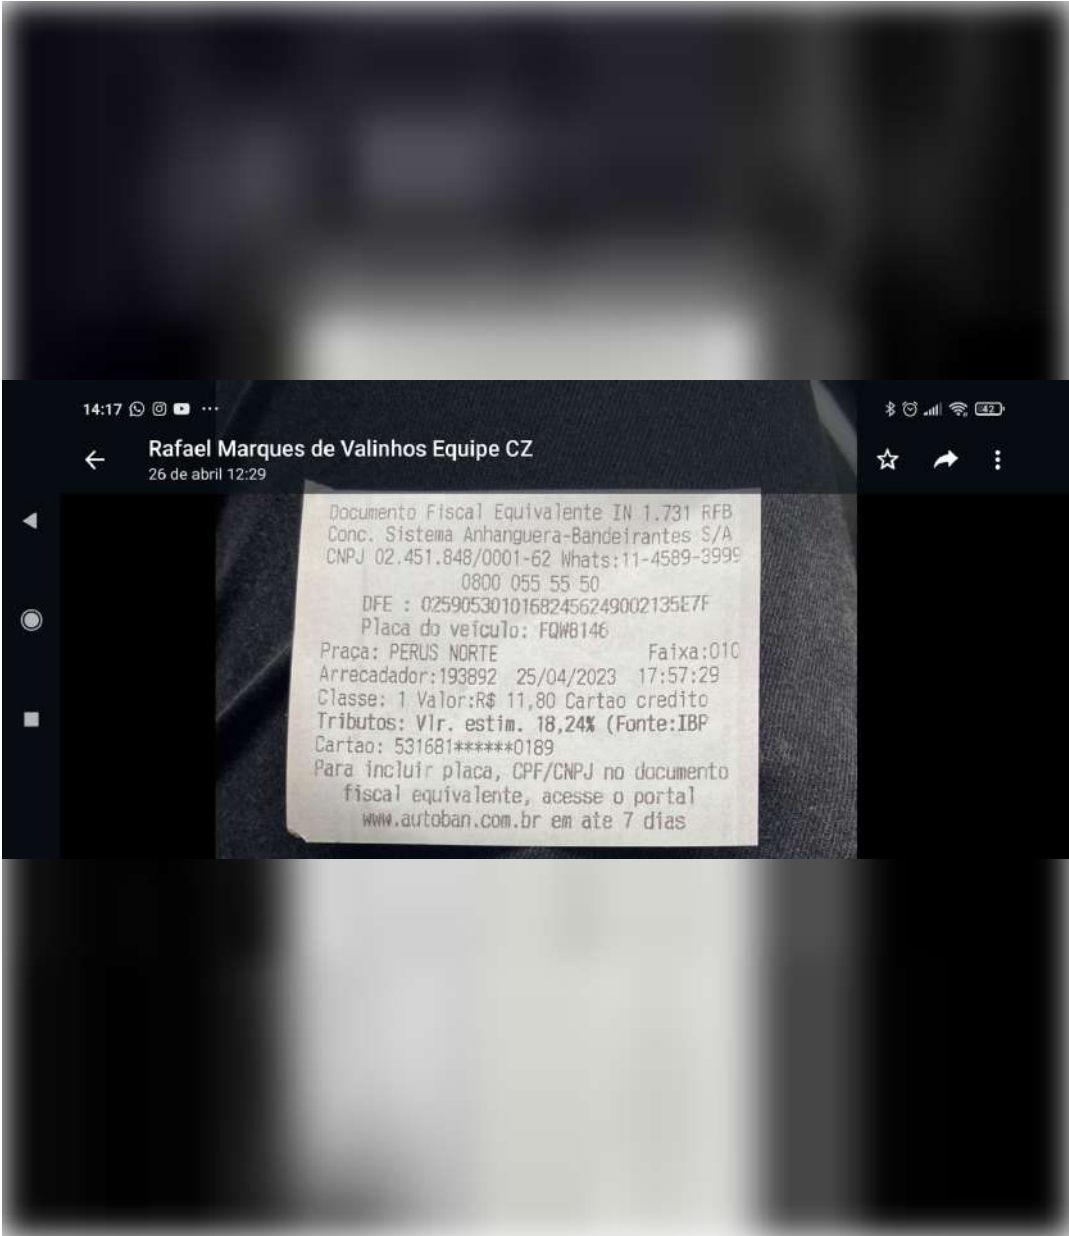 14:17
42
Rafael Marques de Valinhos Equipe CZ
26 de abril 12:29
Documento Fiscal Equivalente IN 1.731 RFB
Conc. Sistema Anhanguera-Bandeirantes S/A
CNPJ 02.451.848/0001-62 Whats:11-4589-3999
0800 055 55 50
DFE : 02590530101682456249002135E7F
Placa do veículo: FQW8146
Praça: PERUS NORTE Faixa:010
Arrecadador:193892 25/04/2023 17:57:29
Classe: 1 Valor:R$ 11,80 Cartao credito
Tributos: Vlr. estim. 18,24% (Fonte:IBP
Cartao: 531681******0189
Para incluir placa, CPF/CNPJ no documento
fiscal equivalente, acesse o portal
www.autoban.com.br em ate 7 dias